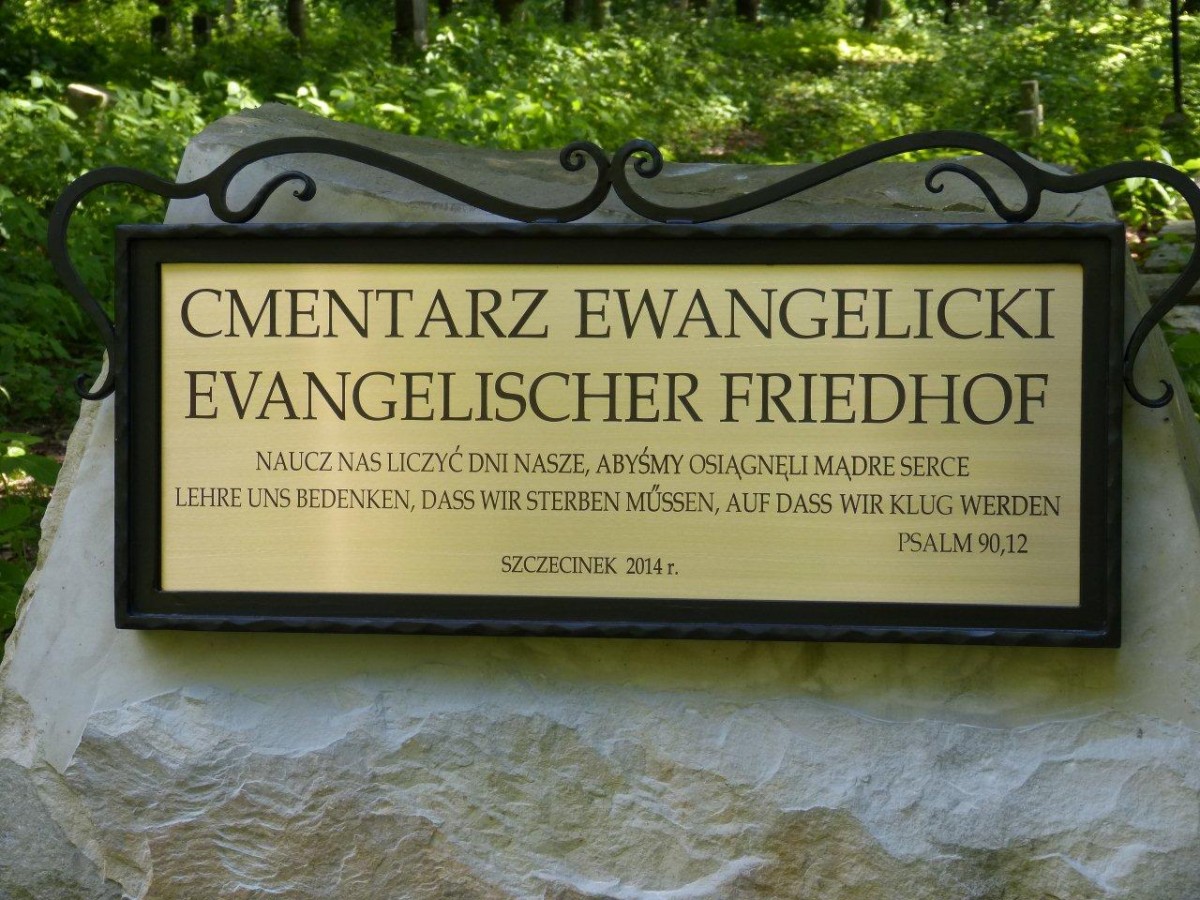 CMENTARZ EWANGELICKI
EVANGELISCHER FRIEDHOF
NAUCZ NAS LICZYĆ DNI NASZE, ABYŚMY OSIĄGNĘLI MĄDRE SERCE
LEHRE UNS BEDENKEN, DASS WIR STERBEN MŰSSEN, AUF DASS WIR KLUG WERDEN
PSALM 90,12
SZCZECINEK 2014 r.